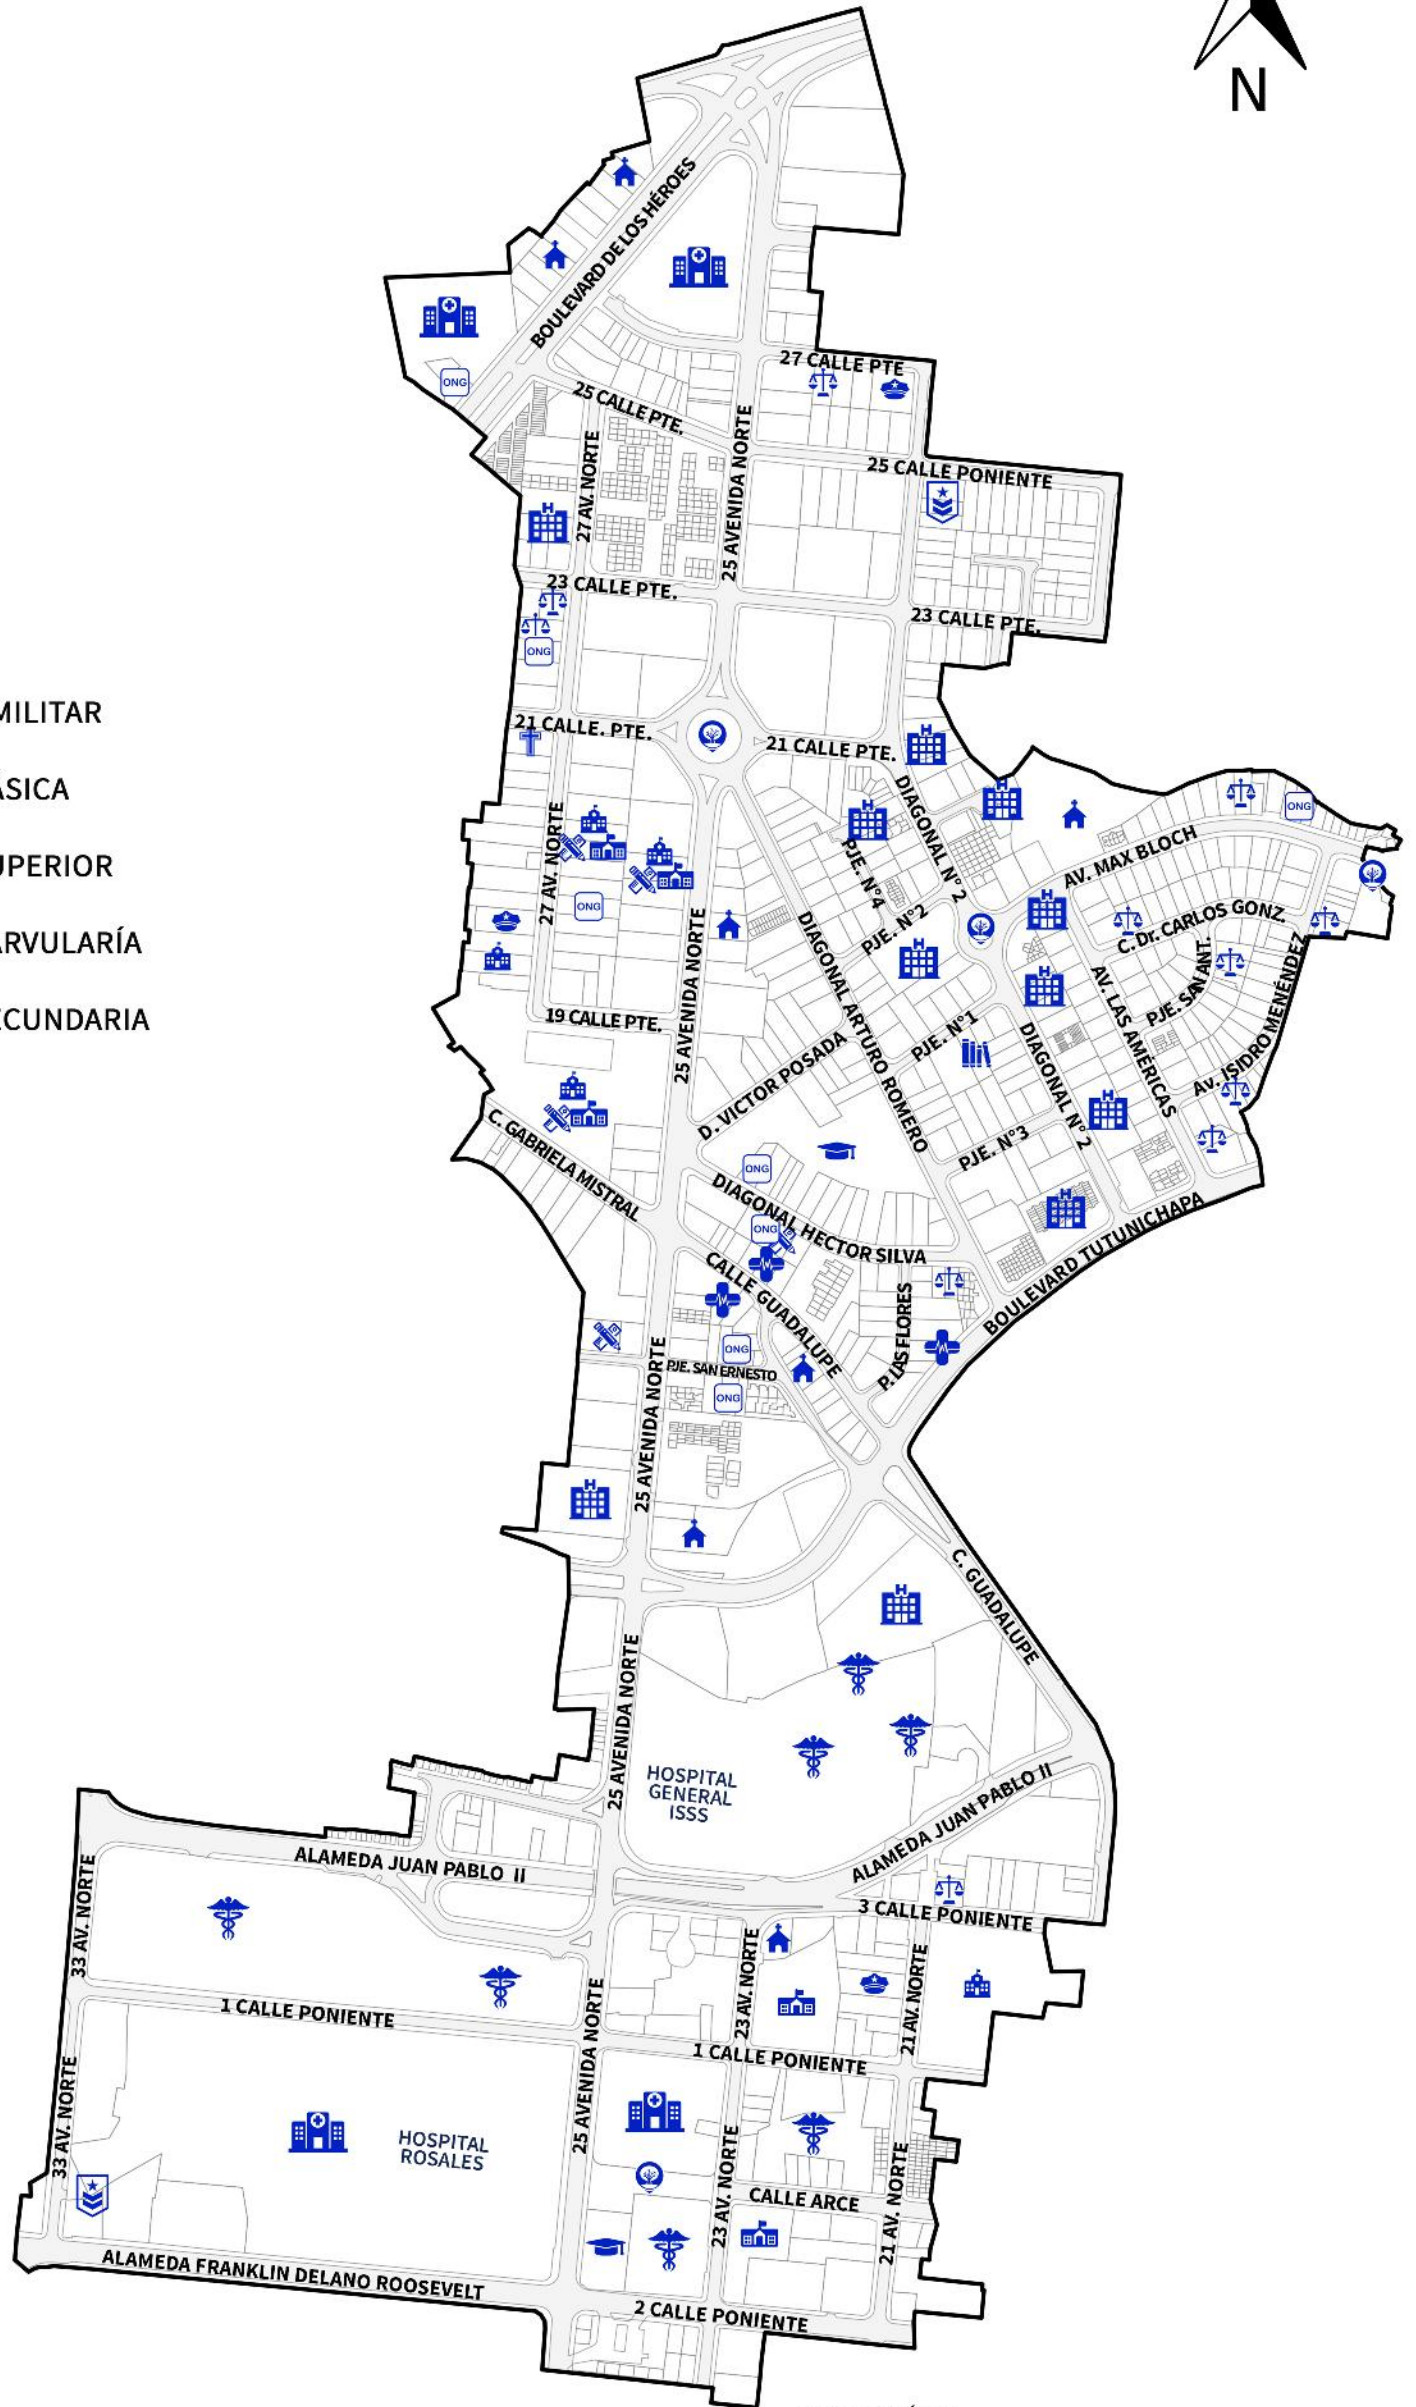 N
BOULEVARD DE LOS HÉROES
27 CALLE PTE
ONG
25 CALLE PTE.
25 AVENIDA NORTE
27 AV. NORTE
25 CALLE PONIENTE
H
23 CALLE PTE.
23 CALLE PTE.
ONG
MILITAR
21 CALLE. PTE.
21 CALLE PTE.
H
DIAGONAL N° 2
H
H
ONG
PJE. N°4
AV. MAX BLOCH
27 AV. NORTE
ONG
PJE. N°2
H
C. Dr. CARLOS GONZ.
25 AVENIDA NORTE
DIAGONAL ARTURO ROMERO
H
PJE. SAN ANT.
H
AV. LAS AMÉRICAS
Av. ISIDRO MENÉNDEZ
19 CALLE PTE.
PJE. N°1
DIAGONAL N° 2
D. VICTOR POSADA
H
C. GABRIELA MISTRAL
PJE. N°3
ONG
DIAGONAL HECTOR SILVA
H
ONG
BOULEVARD TUTUNICHAPA
CALLE GUADALUPE
P. LAS FLORES
ONG
PJE. SAN ERNESTO
ONG
25 AVENIDA NORTE
H
C. GUADALUPE
H
25 AVENIDA NORTE
HOSPITAL
GENERAL
ISSS
ALAMEDA JUAN PABLO II
ALAMEDA JUAN PABLO II
33 AV. NORTE
3 CALLE PONIENTE
23 AV. NORTE
21 AV. NORTE
1 CALLE PONIENTE
25 AVENIDA NORTE
1 CALLE PONIENTE
33 AV. NORTE
HOSPITAL
ROSALES
23 AV. NORTE
21 AV. NORTE
CALLE ARCE
ALAMEDA FRANKLIN DELANO ROOSEVELT
2 CALLE PONIENTE